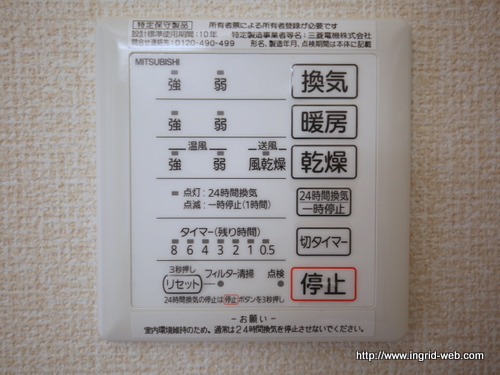 特定保守製品 所有者票による所有者登録が必要です
設計標準使用期間：10年 特定製造事業者等名：三菱電機株式会社
問合せ連絡先：0120-490-499 形名、製造年月、点検期間は本体に記載
MITSUBISHI
強 弱 換気
強 弱 暖房
温風 送風
強 弱 風乾燥 乾燥
点灯：24時間換気
点滅：一時停止(1時間)
24時間換気
一時停止
タイマー(残り時間)
8 6 4 3 2 1 0.5
切タイマー
3秒押し
リセット フィルター清掃 点検
停止
24時間換気の停止は停止ボタンを3秒押し
－お願い－
室内環境維持のため、通常は24時間換気を停止させないでください。
http://www.ingrid-web.com/